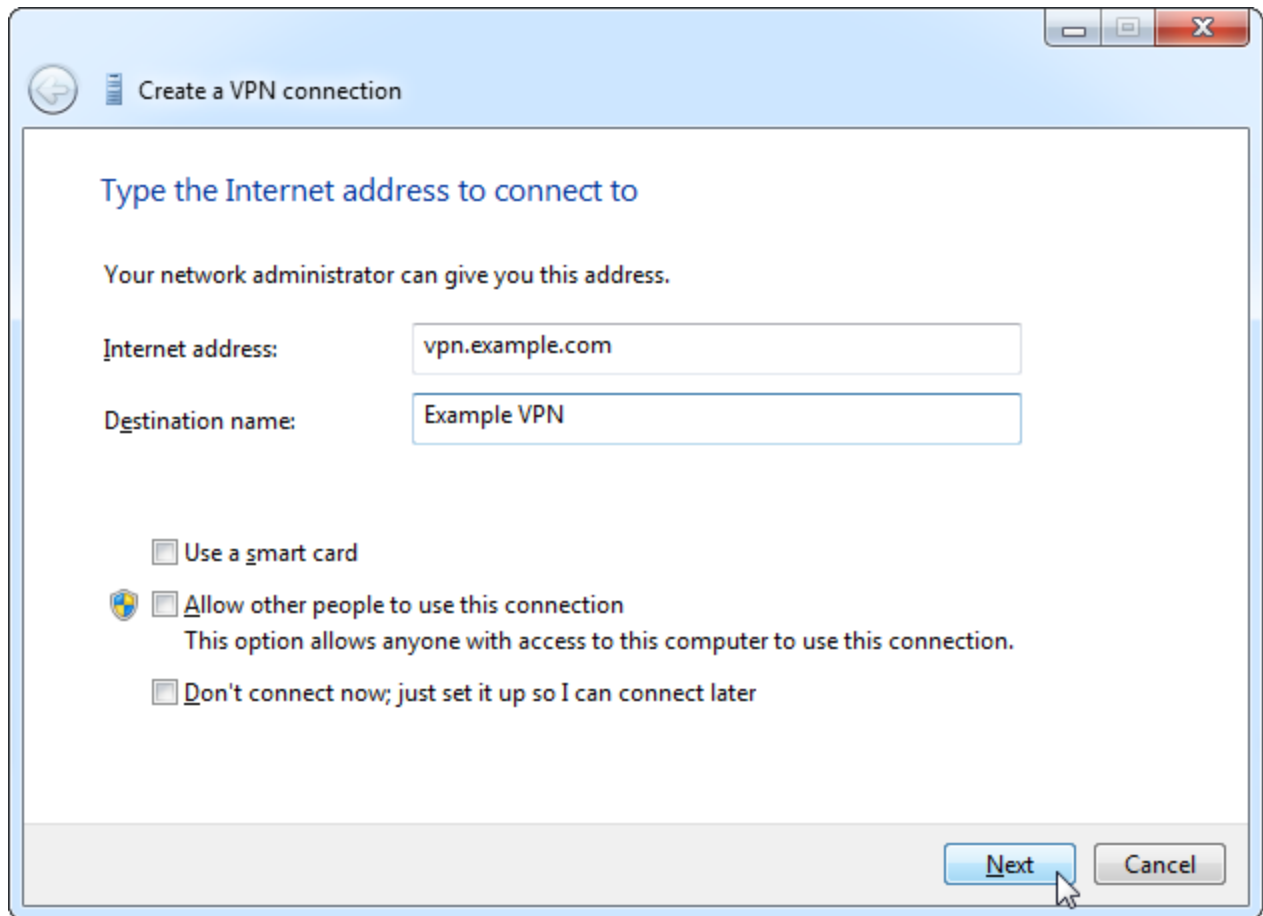 Create a VPN connection
Type the Internet address to connect to
Your network administrator can give you this address.
Internet address: vpn.example.com
Destination name: Example VPN
Use a smart card
Allow other people to use this connection
This option allows anyone with access to this computer to use this connection.
Don't connect now; just set it up so I can connect later
Next Cancel